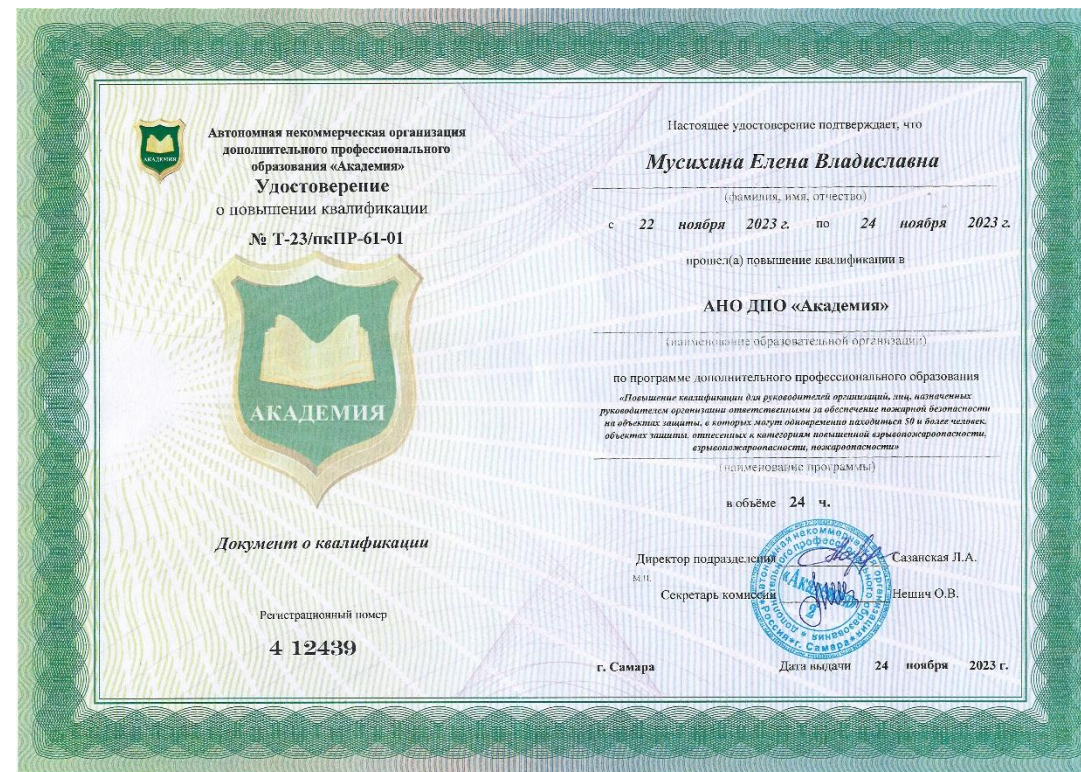 АКАДЕМИЯ
Автономная некоммерческая организация
дополнительного профессионального
образования «Академия»
Удостоверение
о повышении квалификации
№ Т-23/пкПР-61-01
АКАДЕМИЯ
Документ о квалификации
Регистрационный номер
4 12439
Настоящее удостоверение подтверждает, что
Мусихина Елена Владиславна
(фамилия, имя, отчество)
с 22 ноября 2023 г. по 24 ноября 2023 г.
прошел(а) повышение квалификации в
АНО ДПО «Академия»
(наименование образовательной организации)
по программе дополнительного профессионального образования
«Повышение квалификации для руководителей организаций, лиц, назначенных
руководителем организации ответственными за обеспечение пожарной безопасности
на объектах защиты, в которых могут одновременно находиться 50 и более человек,
объектах защиты, отнесенных к категориям повышенной взрывопожароопасности,
взрывопожароопасности, пожароопасности»
(наименование программы)
в объёме 24 ч.
Директор подразделения Сазанская Л.А.
М.П.
Секретарь комиссии Нешич О.В.
«Академия»
2
Россия * г. Самара *
г. Самара Дата выдачи 24 ноября 2023 г.